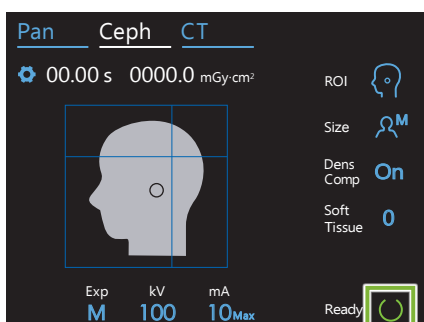 Pan Ceph CT
00.00 s 0000.0 mGy·cm²
ROI
Size M
Dens
Comp On
Soft
Tissue 0
Exp kV mA
M 100 10Max
Ready